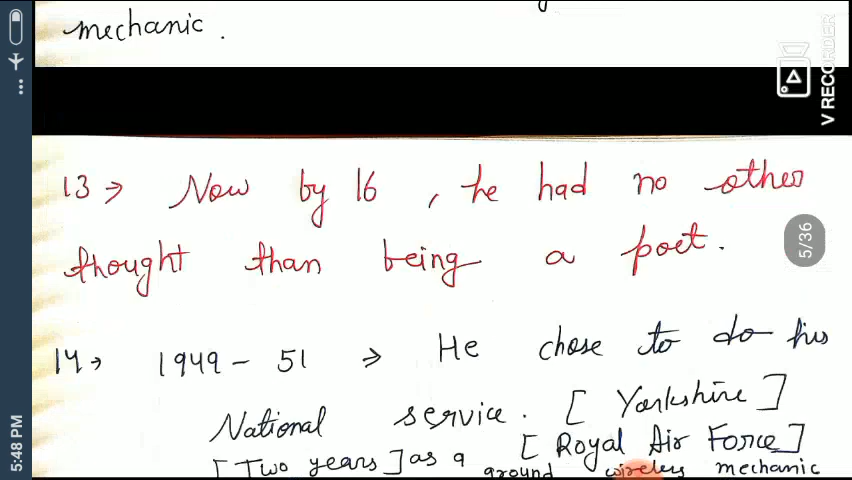 mechanic.
13 → Now by 16, he had no other
thought than being a poet.
14 → 1949 - 51 ⇒ He chose to do his
National service. [Yorkshire]
[Royal Air Force]
[Two years] as a ground wireless mechanic
5/36
5:48 PM
V RECORDER